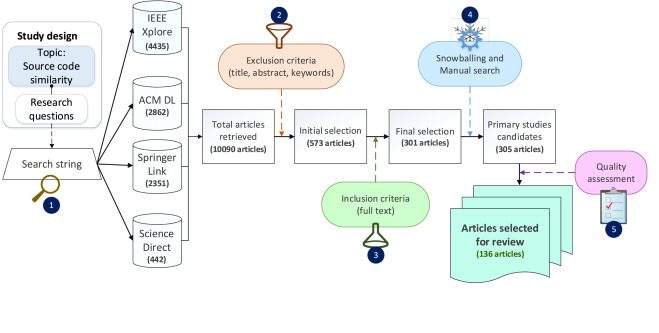 Study design
Topic:
Source code
similarity
Research
questions
Search string
1
IEEE
Xplore
(4435)
ACM DL
(2862)
Springer
Link
(2351)
Science
Direct
(442)
Total articles
retrieved
(10090 articles)
2
Exclusion criteria
(title, abstract, keywords)
Initial selection
(573 articles)
Inclusion criteria
(full text)
3
Final selection
(301 articles)
4
Snowballing and
Manual search
Primary studies
candidates
(305 articles)
Quality
assessment
5
Articles selected
for review
(136 articles)